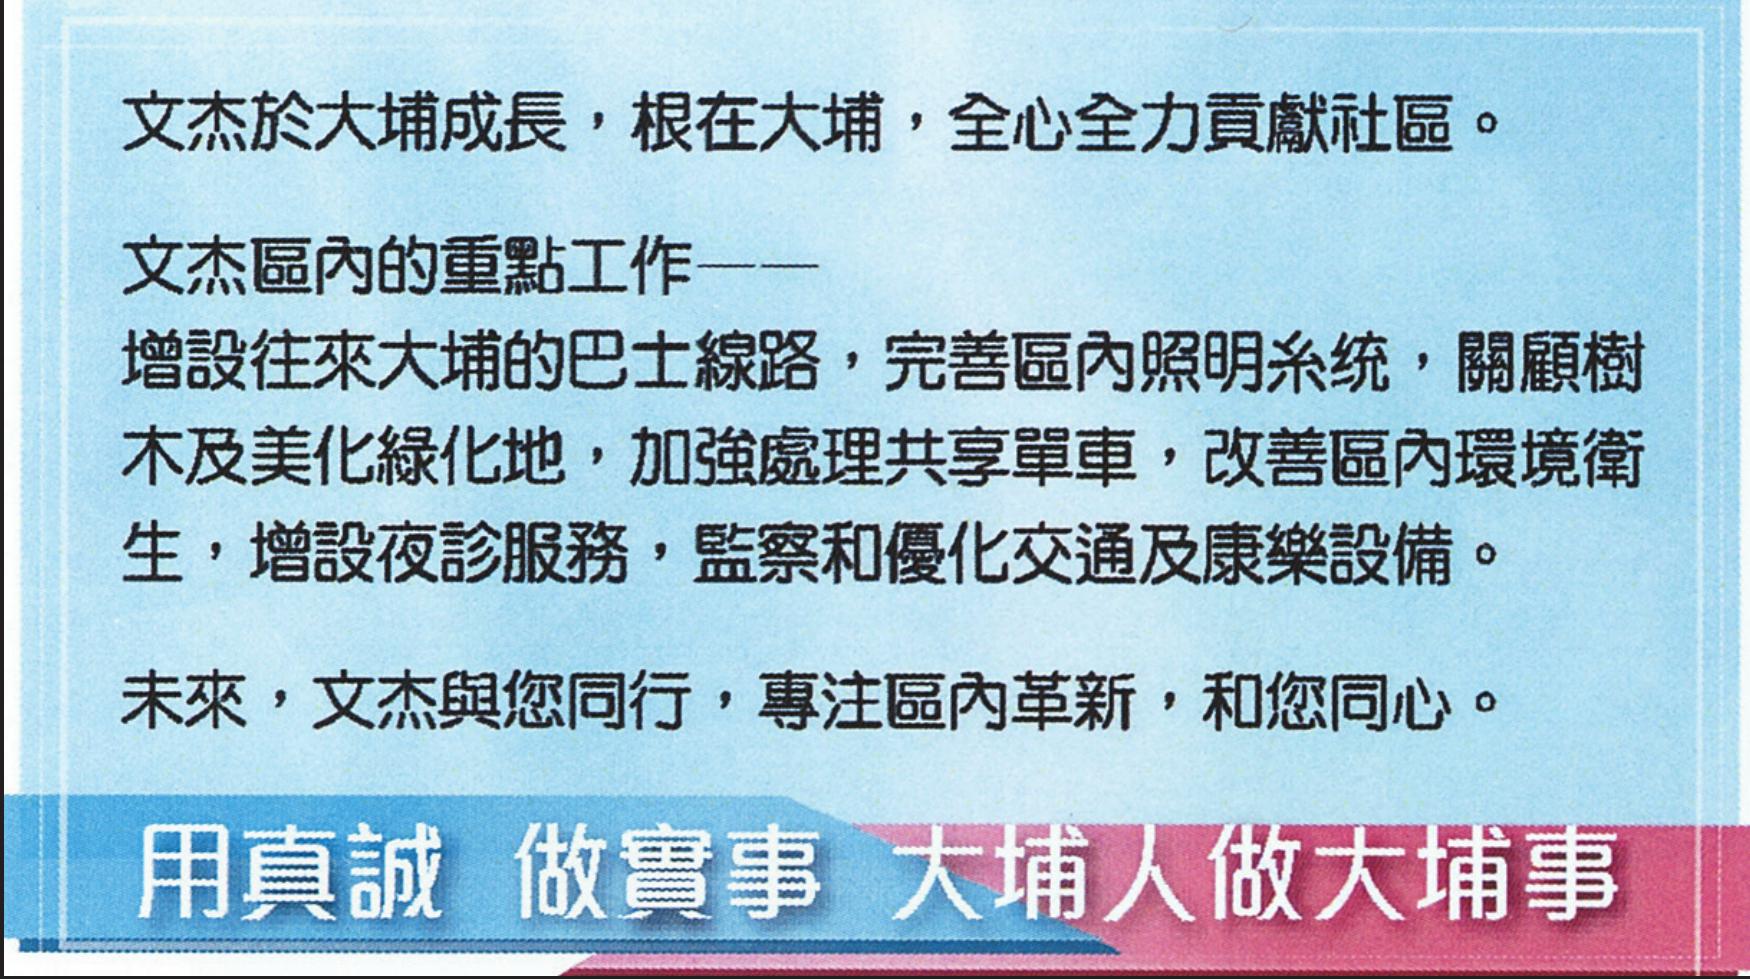 文杰於大埔成長，根在大埔，全心全力貢獻社區。
文杰區內的重點工作——
增設往來大埔的巴士線路，完善區內照明糸统，關顧樹
木及美化綠化地，加強處理共享單車，改善區內環境衛
生，增設夜診服務，監察和優化交通及康樂設備。
未來，文杰與您同行，專注區內革新，和您同心。
用真誠 做實事 大埔人做大埔事